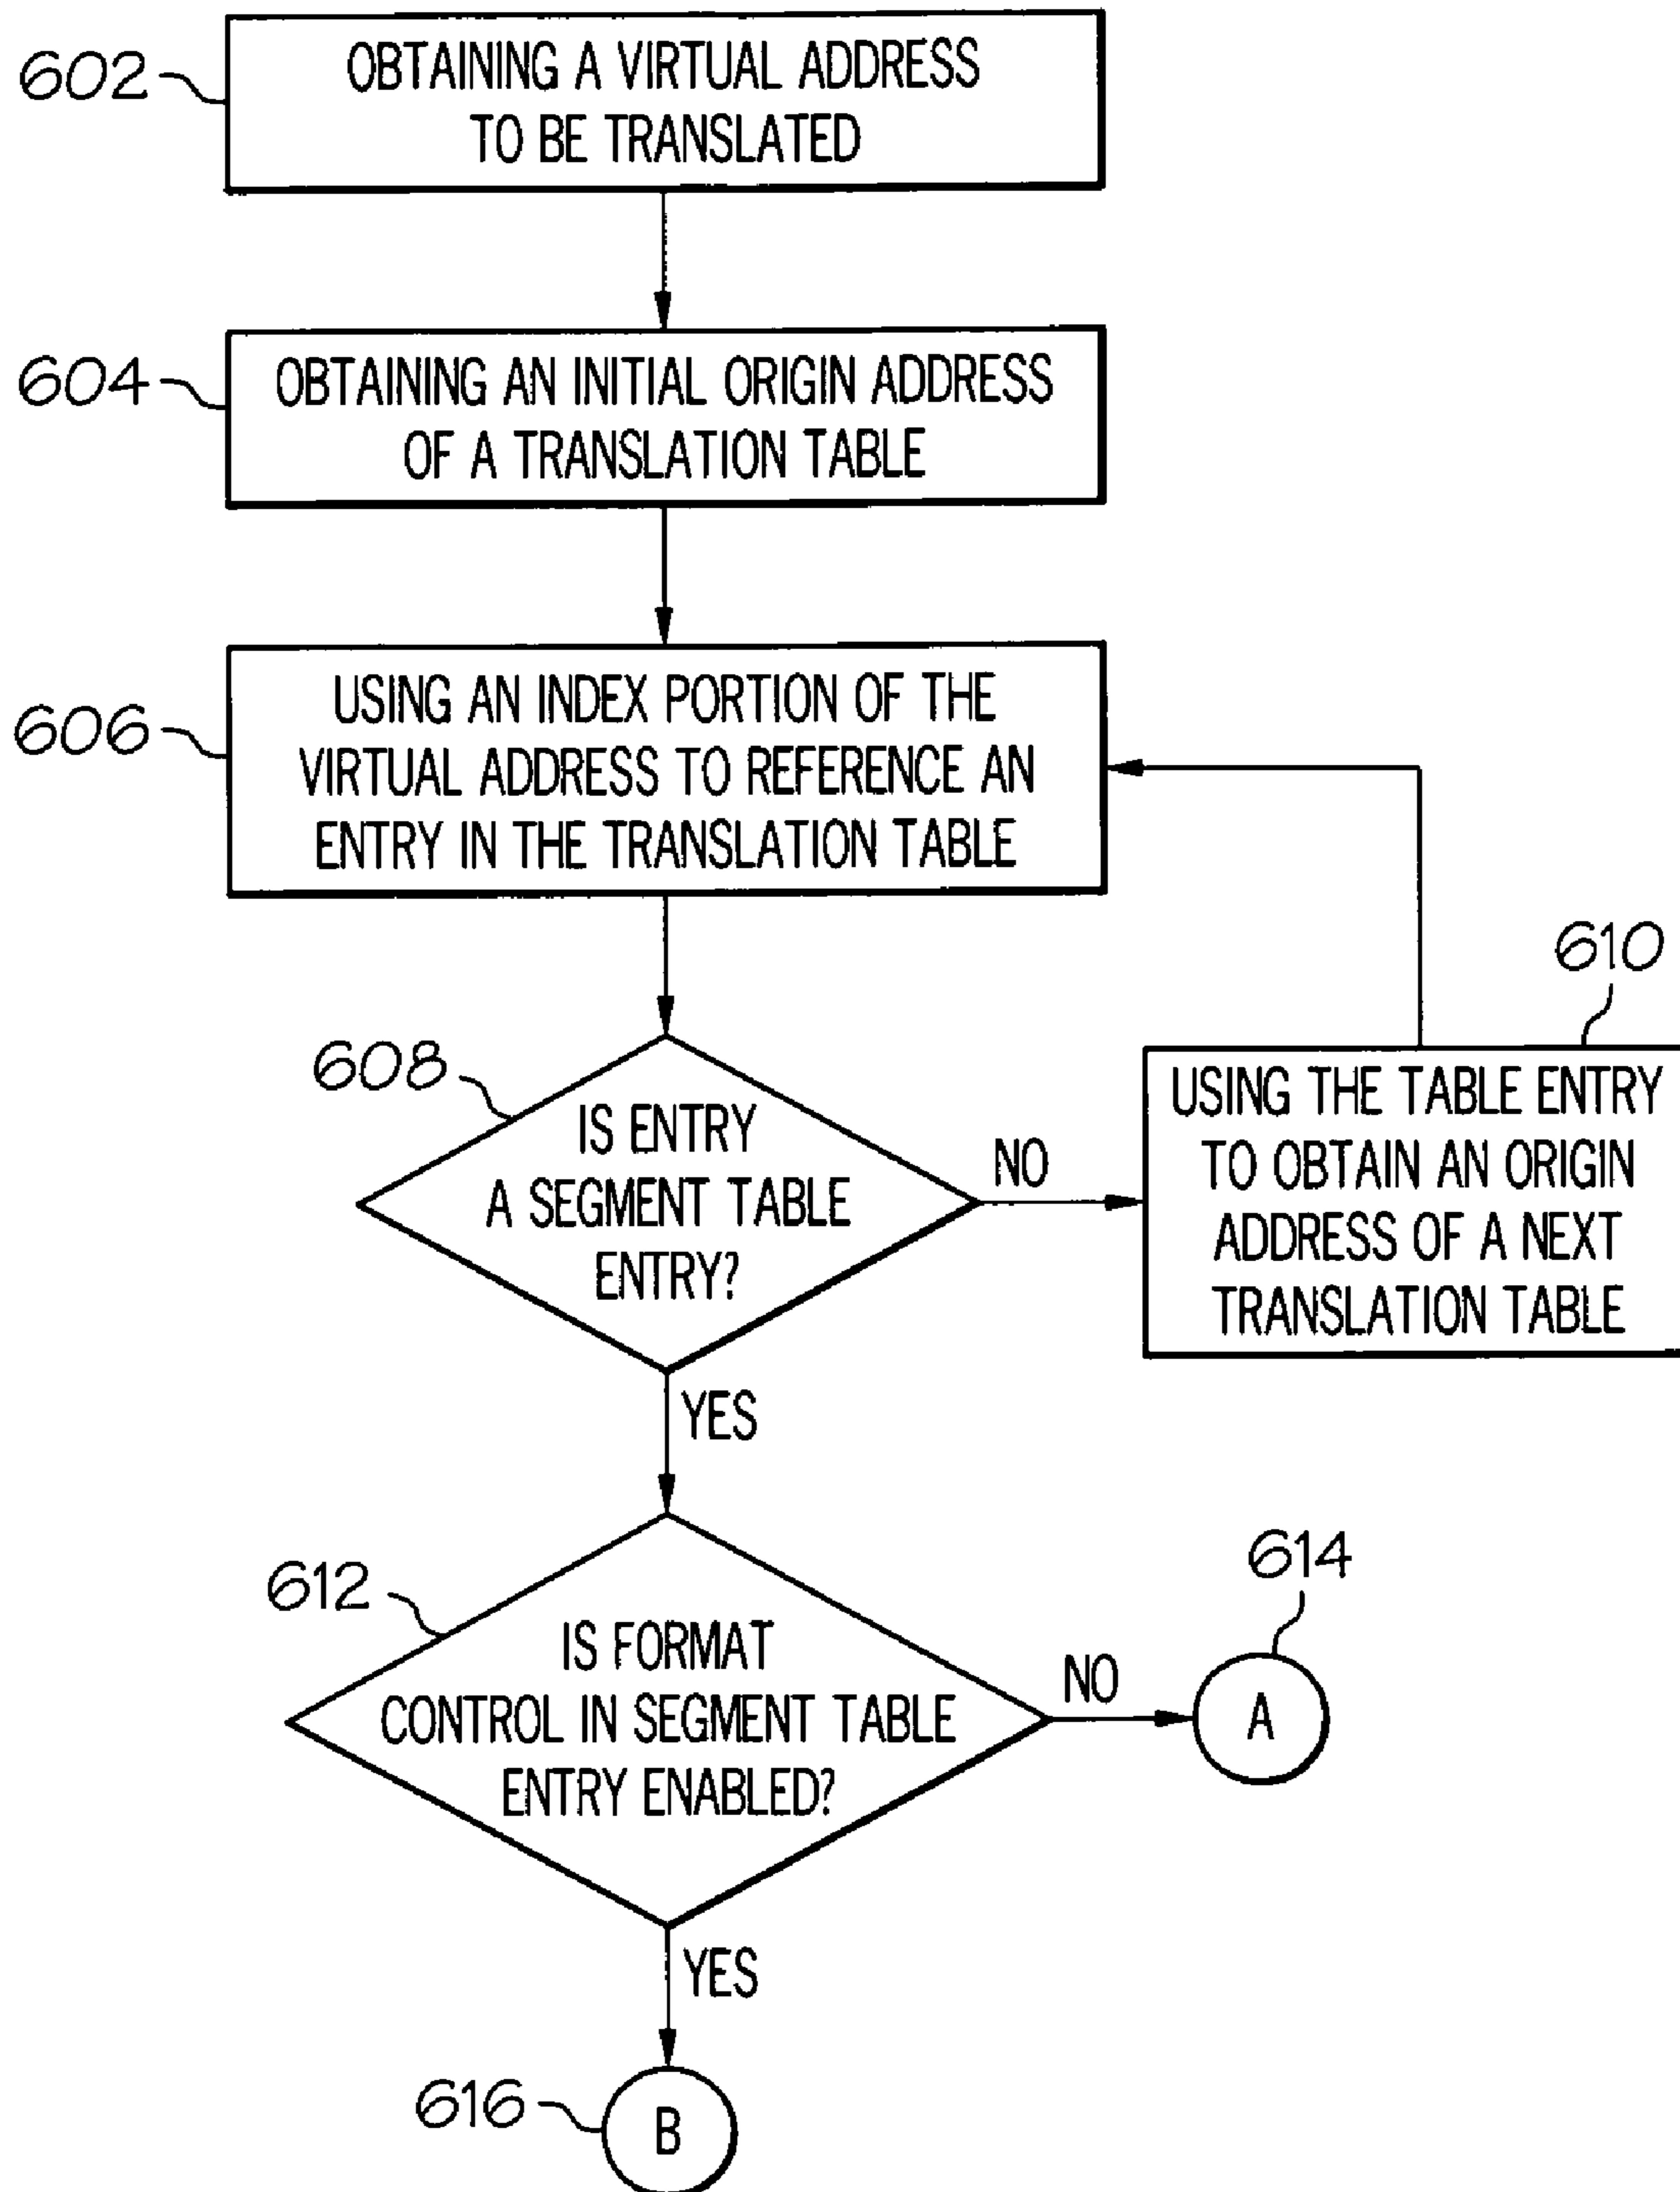 602
OBTAINING A VIRTUAL ADDRESS
TO BE TRANSLATED
604
OBTAINING AN INITIAL ORIGIN ADDRESS
OF A TRANSLATION TABLE
606
USING AN INDEX PORTION OF THE
VIRTUAL ADDRESS TO REFERENCE AN
ENTRY IN THE TRANSLATION TABLE
608
IS ENTRY
A SEGMENT TABLE
ENTRY?
NO
610
USING THE TABLE ENTRY
TO OBTAIN AN ORIGIN
ADDRESS OF A NEXT
TRANSLATION TABLE
YES
612
IS FORMAT
CONTROL IN SEGMENT TABLE
ENTRY ENABLED?
NO
614
A
YES
616
B